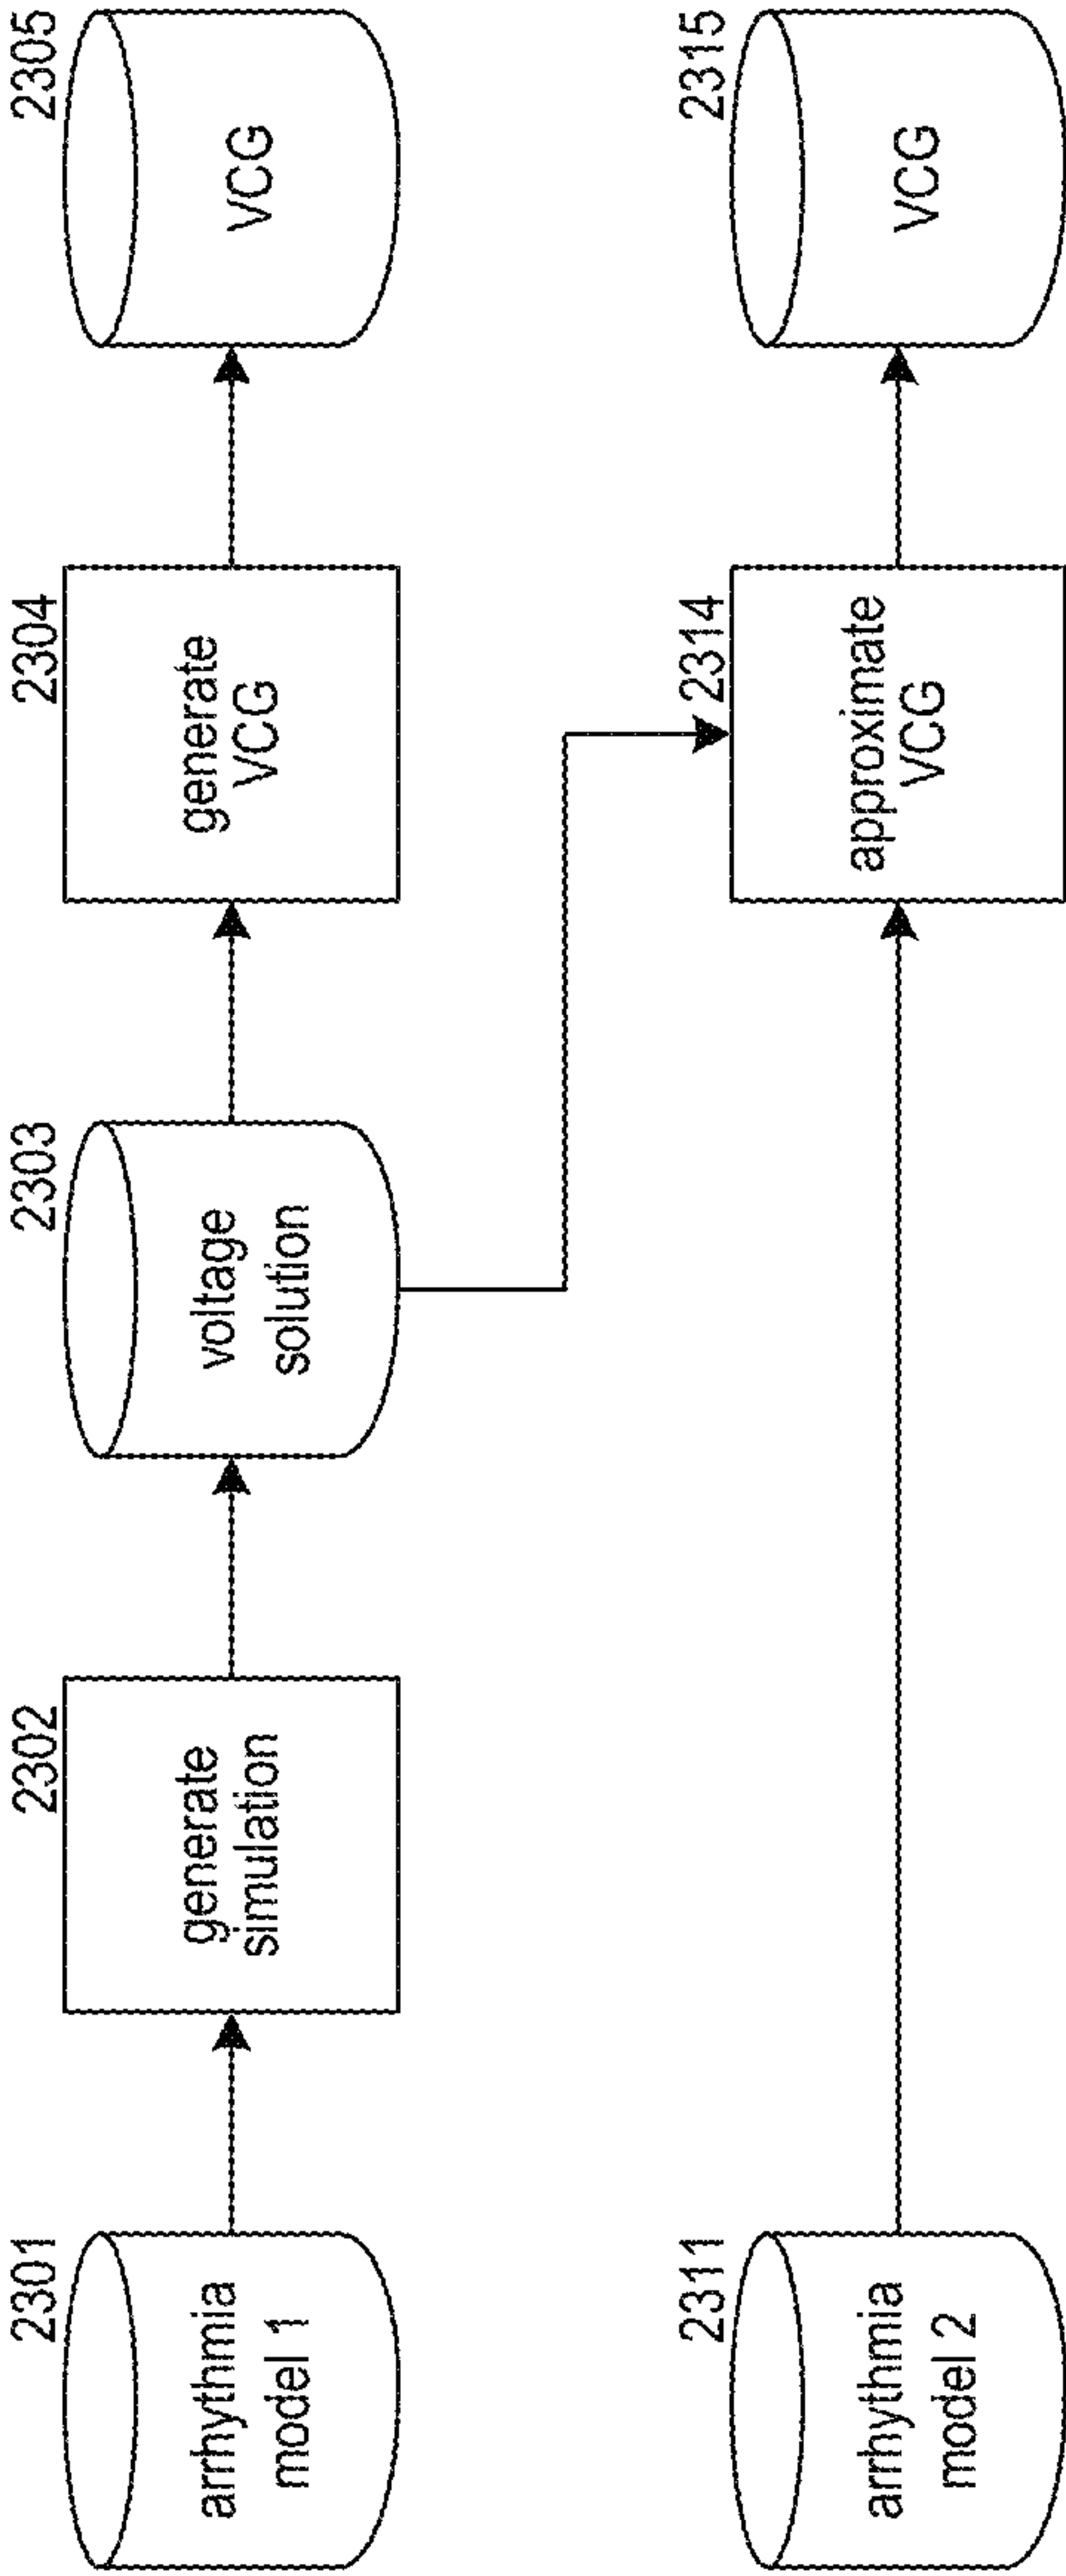 2301
arrhythmia
model 1
2302
generate
simulation
2303
voltage
solution
2304
generate
VCG
2305
VCG
2311
arrhythmia
model 2
2314
approximate
VCG
2315
VCG